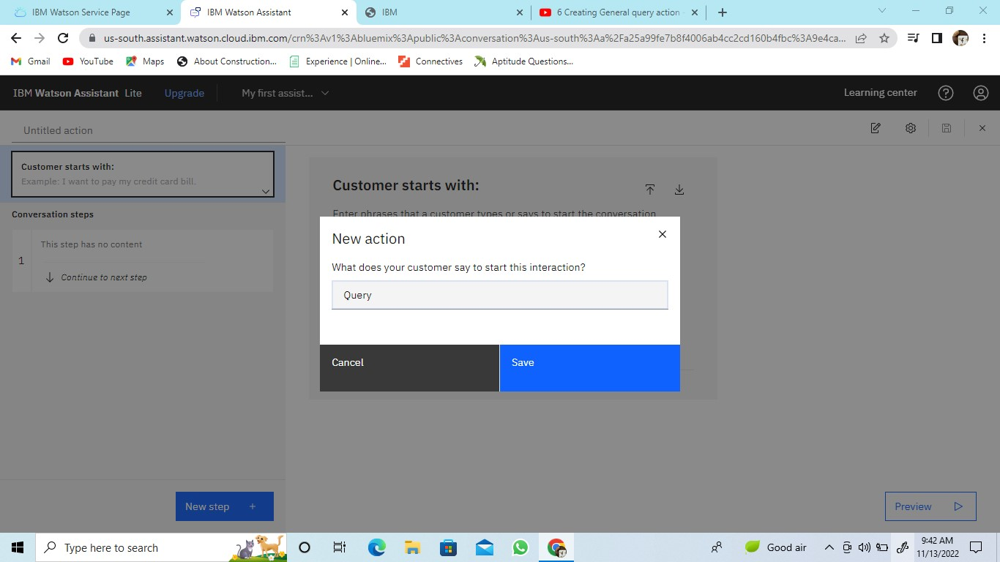 IBM Watson Service Page
IBM Watson Assistant
IBM
6 Creating General query action
us-south.assistant.watson.cloud.ibm.com/crn%3Av1%3Abluemix%3Apublic%3Aconversation%3Aus-south%3Aa%2Fa25a99fe7b8f4006ab4cc2cd160b4fbc%3A9e4ca...
Gmail YouTube Maps About Construction... Experience | Online... Connectives Aptitude Questions...
IBM Watson Assistant Lite Upgrade My first assist... Learning center
Untitled action
Customer starts with:
Example: I want to pay my credit card bill.
Conversation steps
1
This step has no content
Continue to next step
New step +
Customer starts with:
Enter phrases that a customer types or says to start the conversation
New action
What does your customer say to start this interaction?
Query
Cancel
Save
Preview
Type here to search
Good air
9:42 AM
11/13/2022